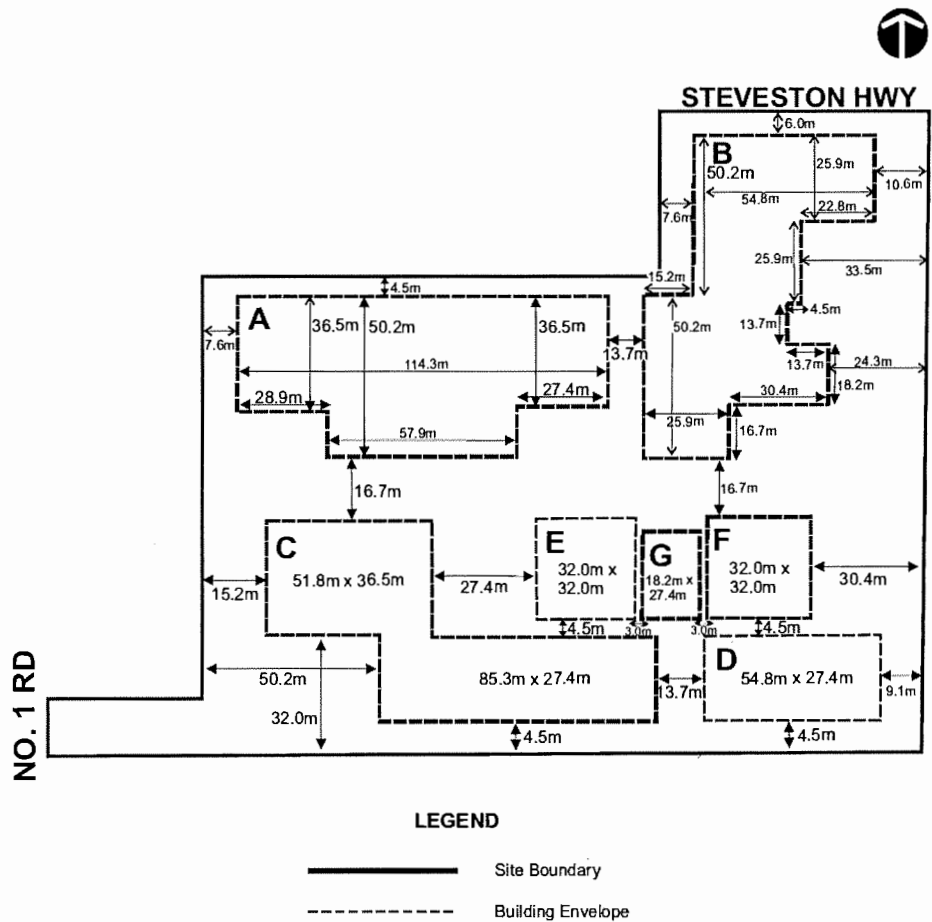 STEVESTON HWY
6.0m
B
50.2m
25.9m
10.6m
54.8m
22.8m
7.6m
25.9m
33.5m
15.2m
4.5m
4.5m
A
36.5m
50.2m
36.5m
7.6m
13.7m
50.2m
13.7m
114.3m
13.7m
24.3m
18.2m
28.9m
27.4m
30.4m
57.9m
25.9m
16.7m
16.7m
16.7m
C
E
G
F
51.8m x 36.5m
32.0m x
32.0m
18.2m x
27.4m
32.0m x
32.0m
15.2m
27.4m
30.4m
4.5m
3.0m
3.0m
4.5m
D
50.2m
85.3m x 27.4m
13.7m
54.8m x 27.4m
9.1m
32.0m
4.5m
4.5m
NO. 1 RD
LEGEND
Site Boundary
Building Envelope